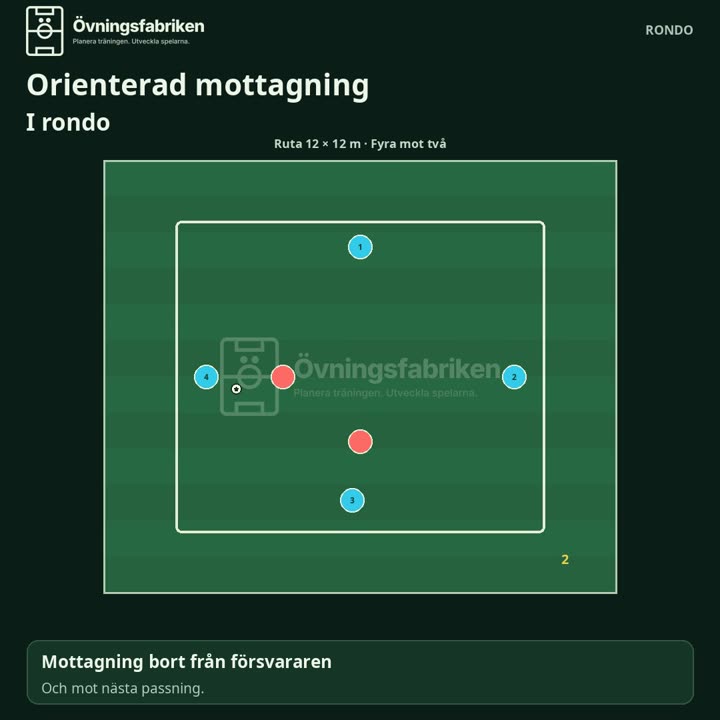 Övningsfabriken
Planera träningen. Utveckla spelarna.
RONDO
Orienterad mottagning
I rondo
Ruta 12 × 12 m · Fyra mot två
1
4
2
Övningsfabriken
Planera träningen. Utveckla spelarna.
3
2
Mottagning bort från försvararen
Och mot nästa passning.